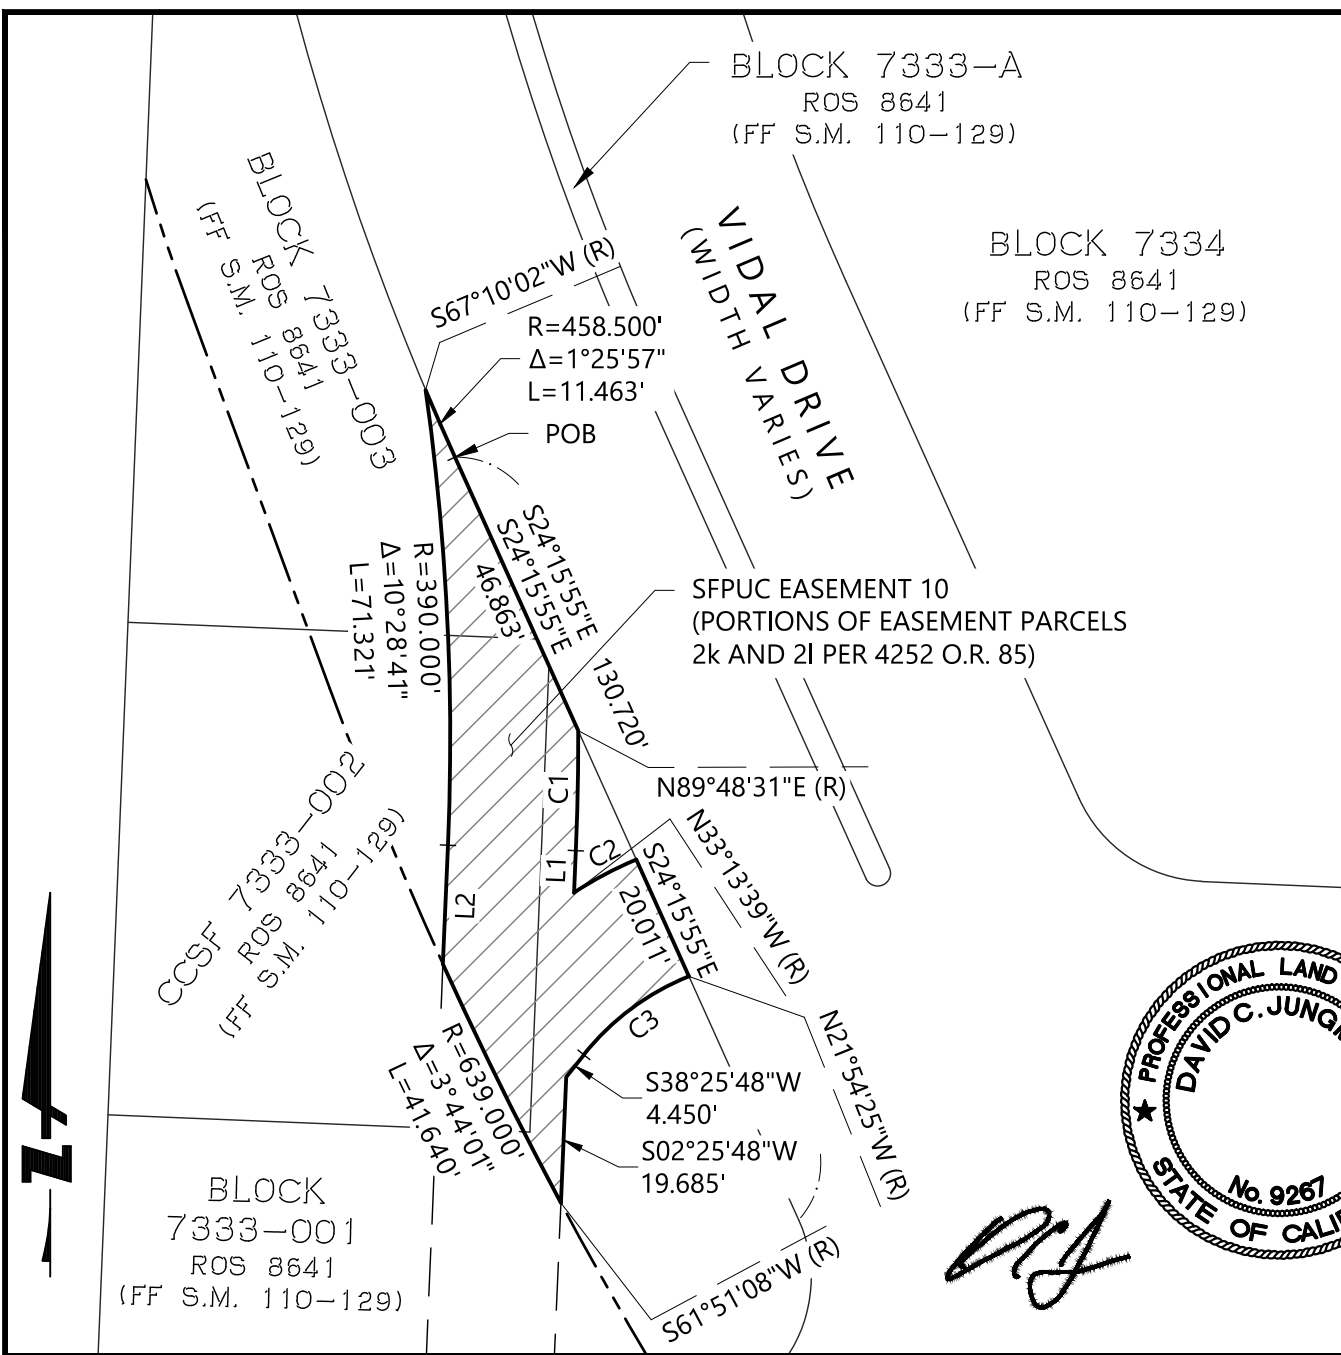 BLOCK 7333-A
ROS 8641
(FF S.M. 110-129)
BLOCK 7334
ROS 8641
(FF S.M. 110-129)
VIDAL DRIVE
(WIDTH VARIES)
BLOCK 7333-003
ROS 8641
(FF S.M. 110-129)
S67°10'02"W (R)
R=458.500'
Δ=1°25'57"
L=11.463'
POB
S24°15'55"E 130.720'
S24°15'55"E
46.863'
R=390.000'
Δ=10°28'41"
L=71.321'
SFPUC EASEMENT 10
(PORTIONS OF EASEMENT PARCELS
2k AND 2l PER 4252 O.R. 85)
N89°48'31"E (R)
C1
L1
C2
L2
S24°15'55"E
20.011'
N33°13'39"W (R)
N21°54'25"W (R)
C3
CCSF 7333-002
ROS 8641
(FF S.M. 110-129)
S38°25'48"W
4.450'
S02°25'48"W
19.685'
R=639.000'
Δ=3°44'01"
L=41.640'
S61°51'08"W (R)
BLOCK
7333-001
ROS 8641
(FF S.M. 110-129)
Z
PROFESSIONAL LAND
DAVID C. JUNG
No. 9267
STATE OF CALI